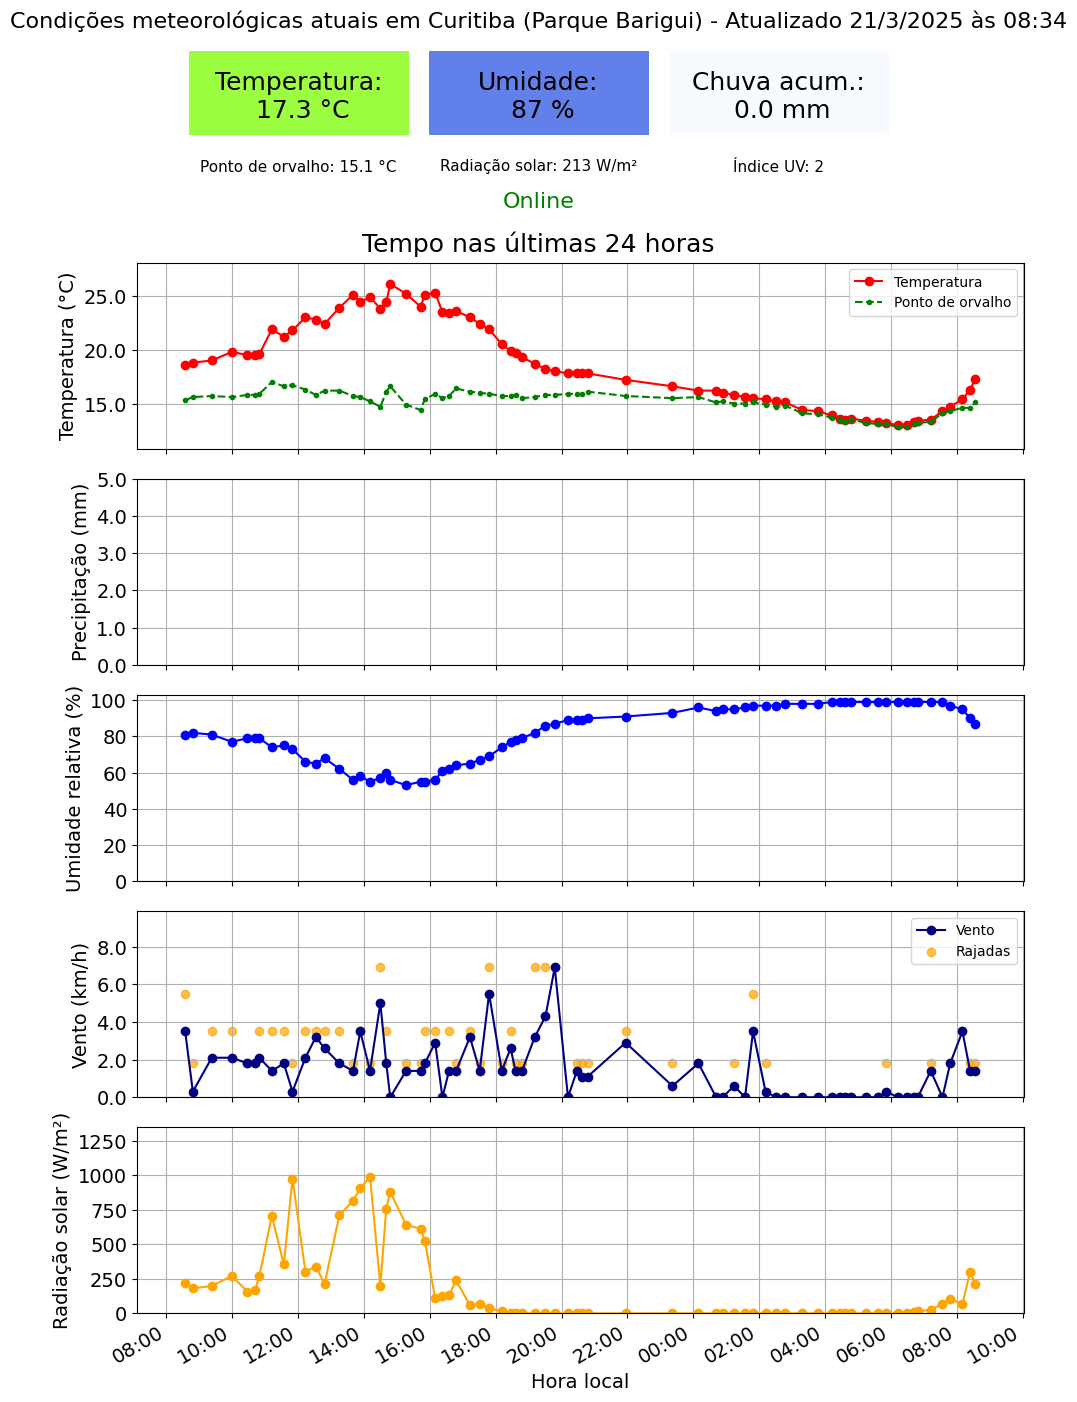 Condições meteorológicas atuais em Curitiba (Parque Barigui) - Atualizado 21/3/2025 às 08:34
Temperatura:
17.3 °C
Umidade:
87 %
Chuva acum.:
0.0 mm
Ponto de orvalho: 15.1 °C
Radiação solar: 213 W/m²
Índice UV: 2
Online
Tempo nas últimas 24 horas
Temperatura (°C)
25.0
20.0
15.0
Temperatura
Ponto de orvalho
Precipitação (mm)
5.0
4.0
3.0
2.0
1.0
0.0
Umidade relativa (%)
100
80
60
40
20
0
Vento (km/h)
8.0
6.0
4.0
2.0
0.0
Vento
Rajadas
Radiação solar (W/m²)
1250
1000
750
500
250
0
08:00
10:00
12:00
14:00
16:00
18:00
20:00
22:00
00:00
02:00
04:00
06:00
08:00
10:00
Hora local